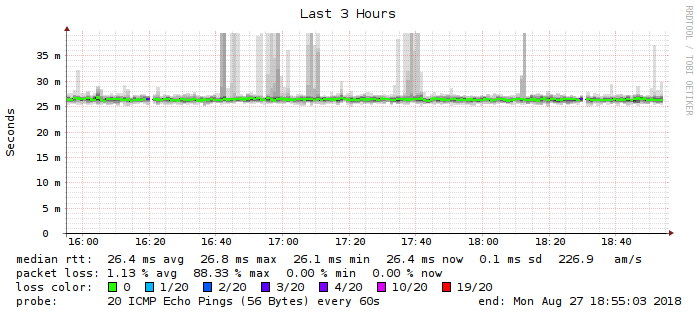 Last 3 Hours
RRDTOOL / TOBI OETIKER
Seconds
35 m
30 m
25 m
20 m
15 m
10 m
5 m
0
16:00 16:20 16:40 17:00 17:20 17:40 18:00 18:20 18:40
median rtt: 26.4 ms avg 26.8 ms max 26.1 ms min 26.4 ms now 0.1 ms sd 226.9 am/s
packet loss: 1.13 % avg 88.33 % max 0.00 % min 0.00 % now
loss color: 0 1/20 2/20 3/20 4/20 10/20 19/20
probe: 20 ICMP Echo Pings (56 Bytes) every 60s end: Mon Aug 27 18:55:03 2018